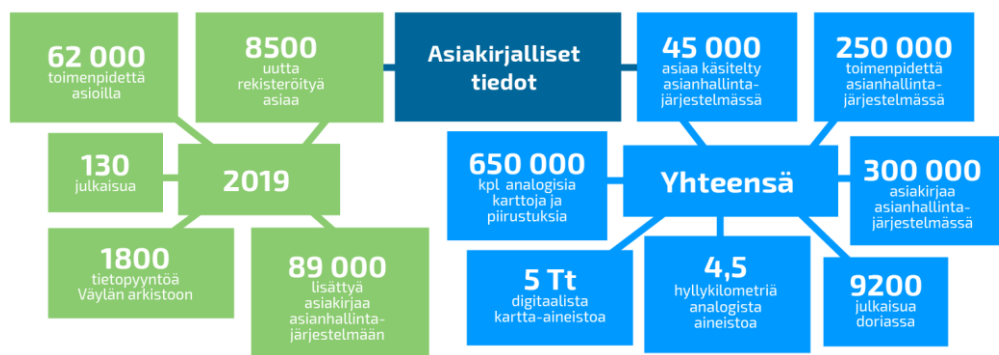 62 000
toimenpidettä
asioilla
8500
uutta
rekisteröityä
asiaa
Asiakirjalliset
tiedot
45 000
asiaa käsitelty
asianhallinta-
järjestelmässä
250 000
toimenpidettä
asianhallinta-
järjestelmässä
130
julkaisua
2019
650 000
kpl analogisia
karttoja ja
piirustuksia
Yhteensä
300 000
asiakirjaa
asianhallinta-
järjestelmässä
1800
tietopyyntöä
Väylän arkistoon
89 000
lisättyä
asiakirjaa
asianhallinta-
järjestelmään
5 Tt
digitaalista
kartta-aineistoa
4,5
hyllykilometriä
analogista
aineistoa
9200
julkaisua
doriassa